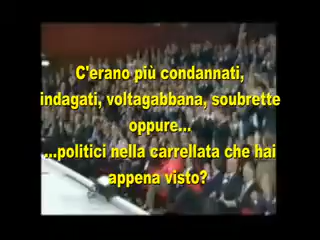 C'erano più condannati,
indagati, voltagabbana, soubrette
oppure...
...politici nella carrellata che hai
appena visto?